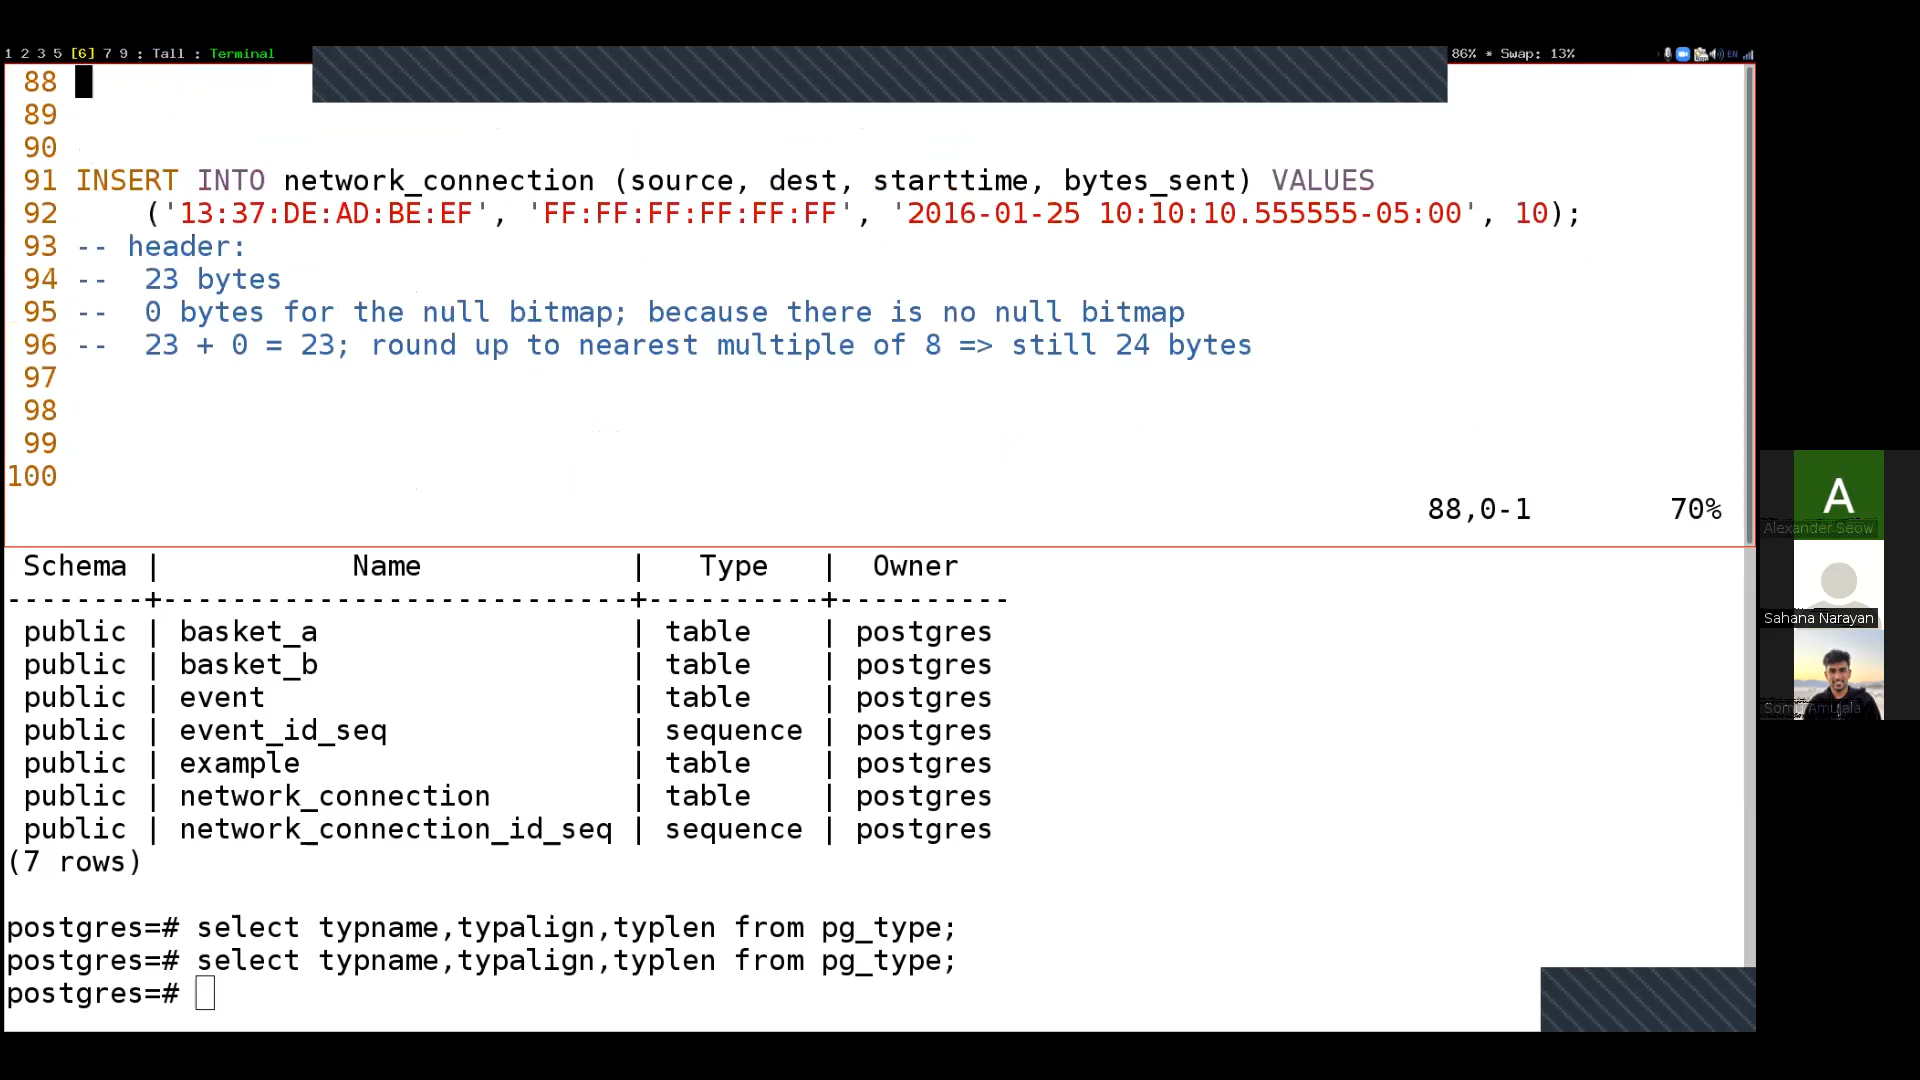 1 2 3 5 [6] 7 9 : Tall : Terminal
86% * Swap: 13%
EN
88
89
90
91 INSERT INTO network_connection (source, dest, starttime, bytes_sent) VALUES
92 ('13:37:DE:AD:BE:EF', 'FF:FF:FF:FF:FF:FF', '2016-01-25 10:10:10.555555-05:00', 10);
93 -- header:
94 -- 23 bytes
95 -- 0 bytes for the null bitmap; because there is no null bitmap
96 -- 23 + 0 = 23; round up to nearest multiple of 8 => still 24 bytes
97
98
99
100
88,0-1 70%
Schema | Name | Type | Owner
--------+---------------------------+----------+----------
public | basket_a | table | postgres
public | basket_b | table | postgres
public | event | table | postgres
public | event_id_seq | sequence | postgres
public | example | table | postgres
public | network_connection | table | postgres
public | network_connection_id_seq | sequence | postgres
(7 rows)
postgres=# select typname,typalign,typlen from pg_type;
postgres=# select typname,typalign,typlen from pg_type;
postgres=#
A
Alexander Seow
Sahana Narayan